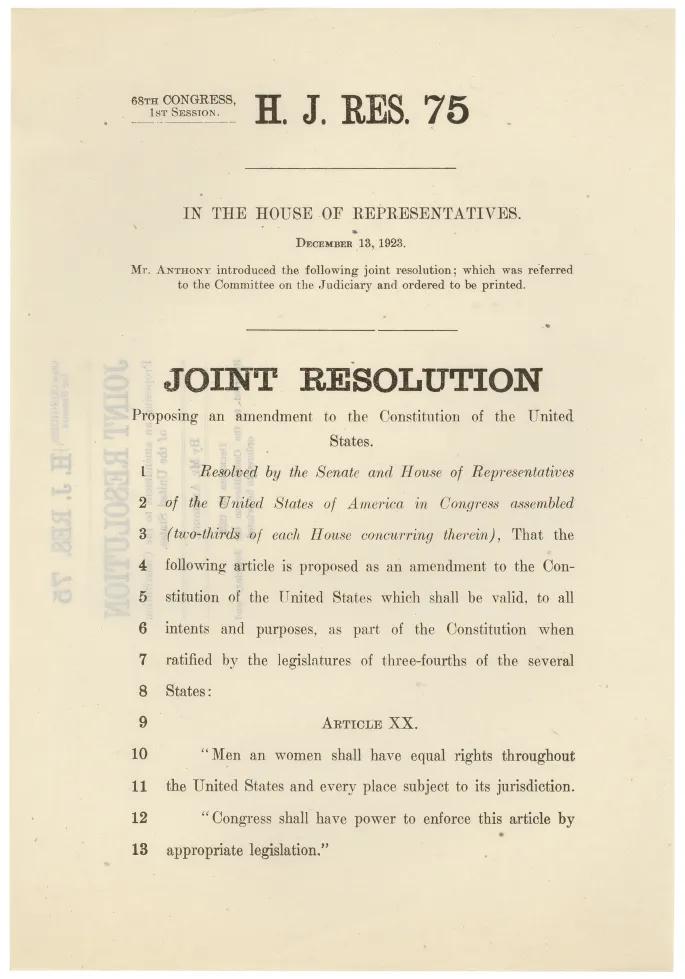 68TH CONGRESS,
1ST SESSION.
H. J. RES. 75
IN THE HOUSE OF REPRESENTATIVES.
DECEMBER 13, 1923.
Mr. ANTHONY introduced the following joint resolution; which was referred
to the Committee on the Judiciary and ordered to be printed.
JOINT RESOLUTION
Proposing an amendment to the Constitution of the United
States.
1 Resolved by the Senate and House of Representatives
2 of the United States of America in Congress assembled
3 (two-thirds of each House concurring therein), That the
4 following article is proposed as an amendment to the Con-
5 stitution of the United States which shall be valid, to all
6 intents and purposes, as part of the Constitution when
7 ratified by the legislatures of three-fourths of the several
8 States:
9 ARTICLE XX.
10 "Men an women shall have equal rights throughout
11 the United States and every place subject to its jurisdiction.
12 "Congress shall have power to enforce this article by
13 appropriate legislation."
H. J. RES. 75
JOINT RESOLUTION